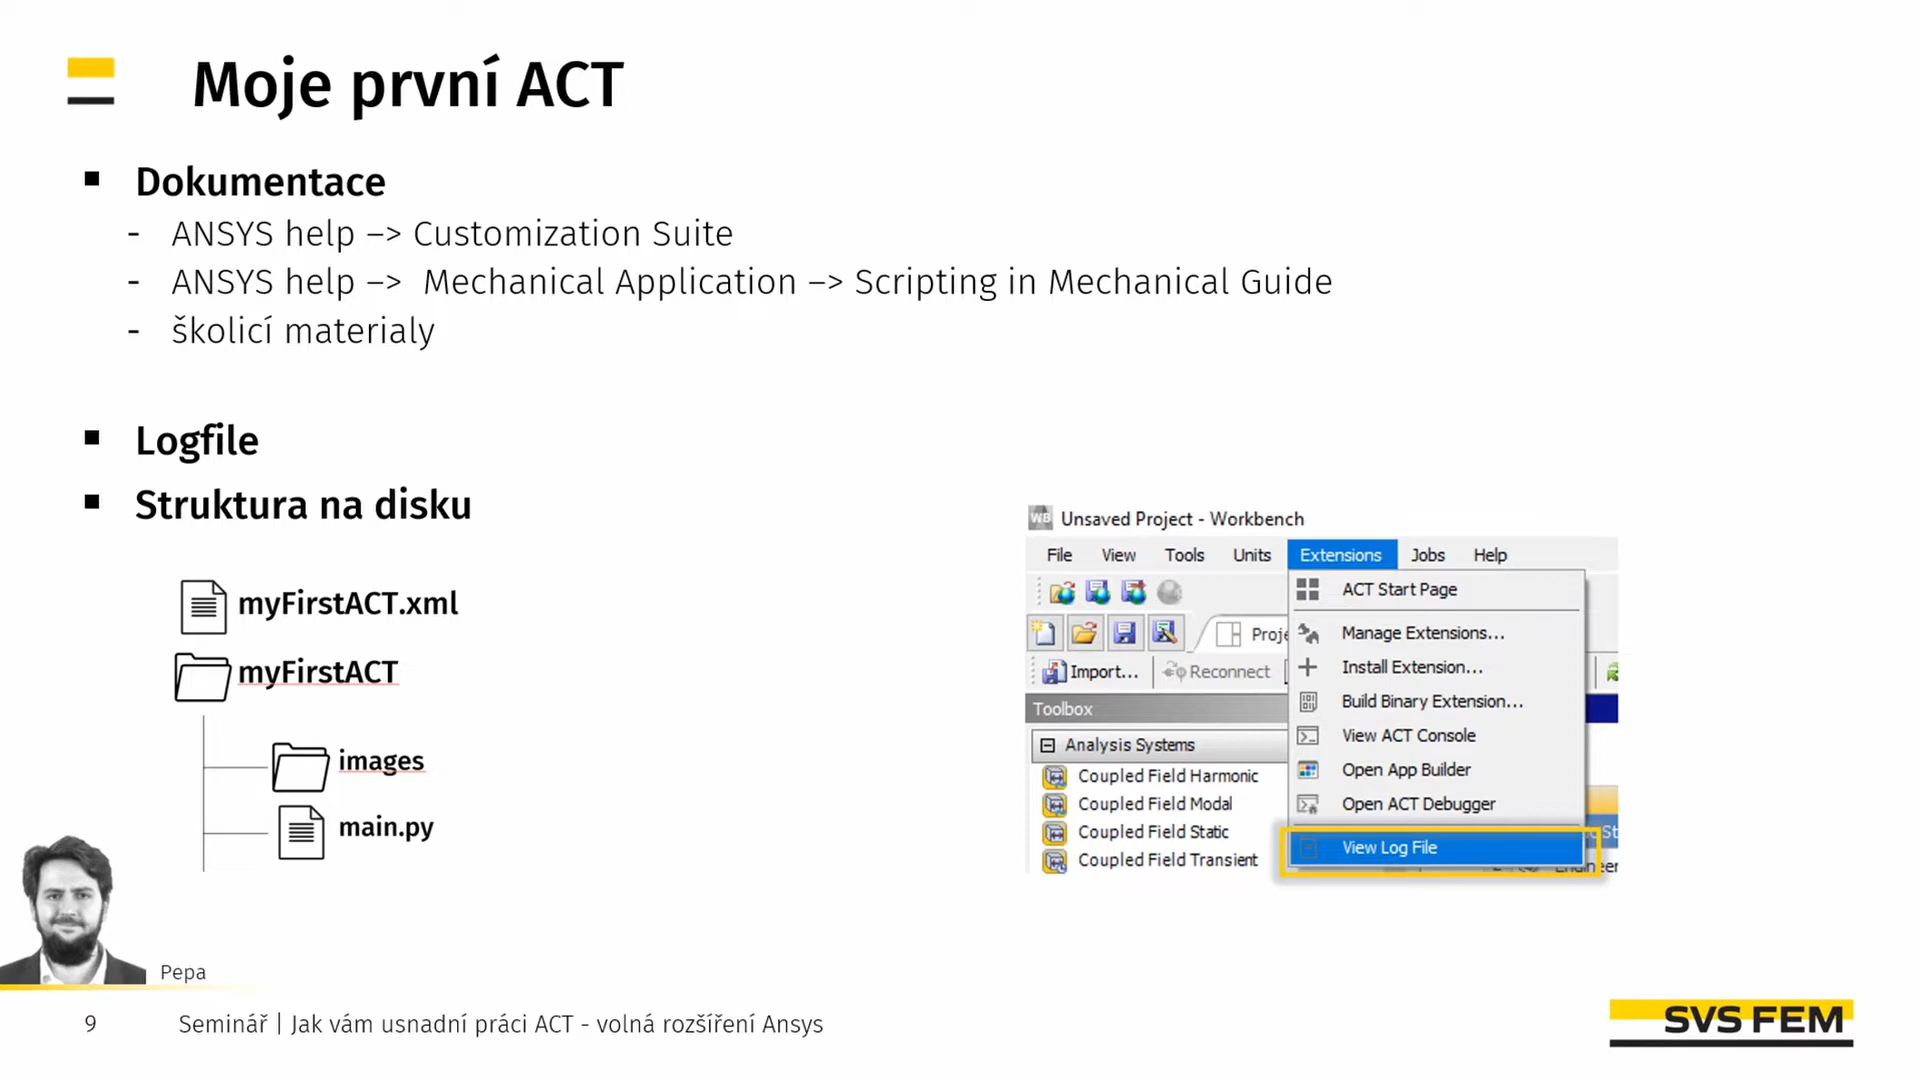 Moje první ACT
▪ Dokumentace
- ANSYS help –> Customization Suite
- ANSYS help –> Mechanical Application –> Scripting in Mechanical Guide
- školicí materialy
▪ Logfile
▪ Struktura na disku
myFirstACT.xml
myFirstACT
images
main.py
WB Unsaved Project - Workbench
File View Tools Units Extensions Jobs Help
ACT Start Page
Manage Extensions...
Install Extension...
Build Binary Extension...
View ACT Console
Open App Builder
Open ACT Debugger
View Log File
Import... Reconnect
Toolbox
Analysis Systems
Coupled Field Harmonic
Coupled Field Modal
Coupled Field Static
Coupled Field Transient
Pepa
9 Seminář | Jak vám usnadní práci ACT - volná rozšíření Ansys
SVS FEM